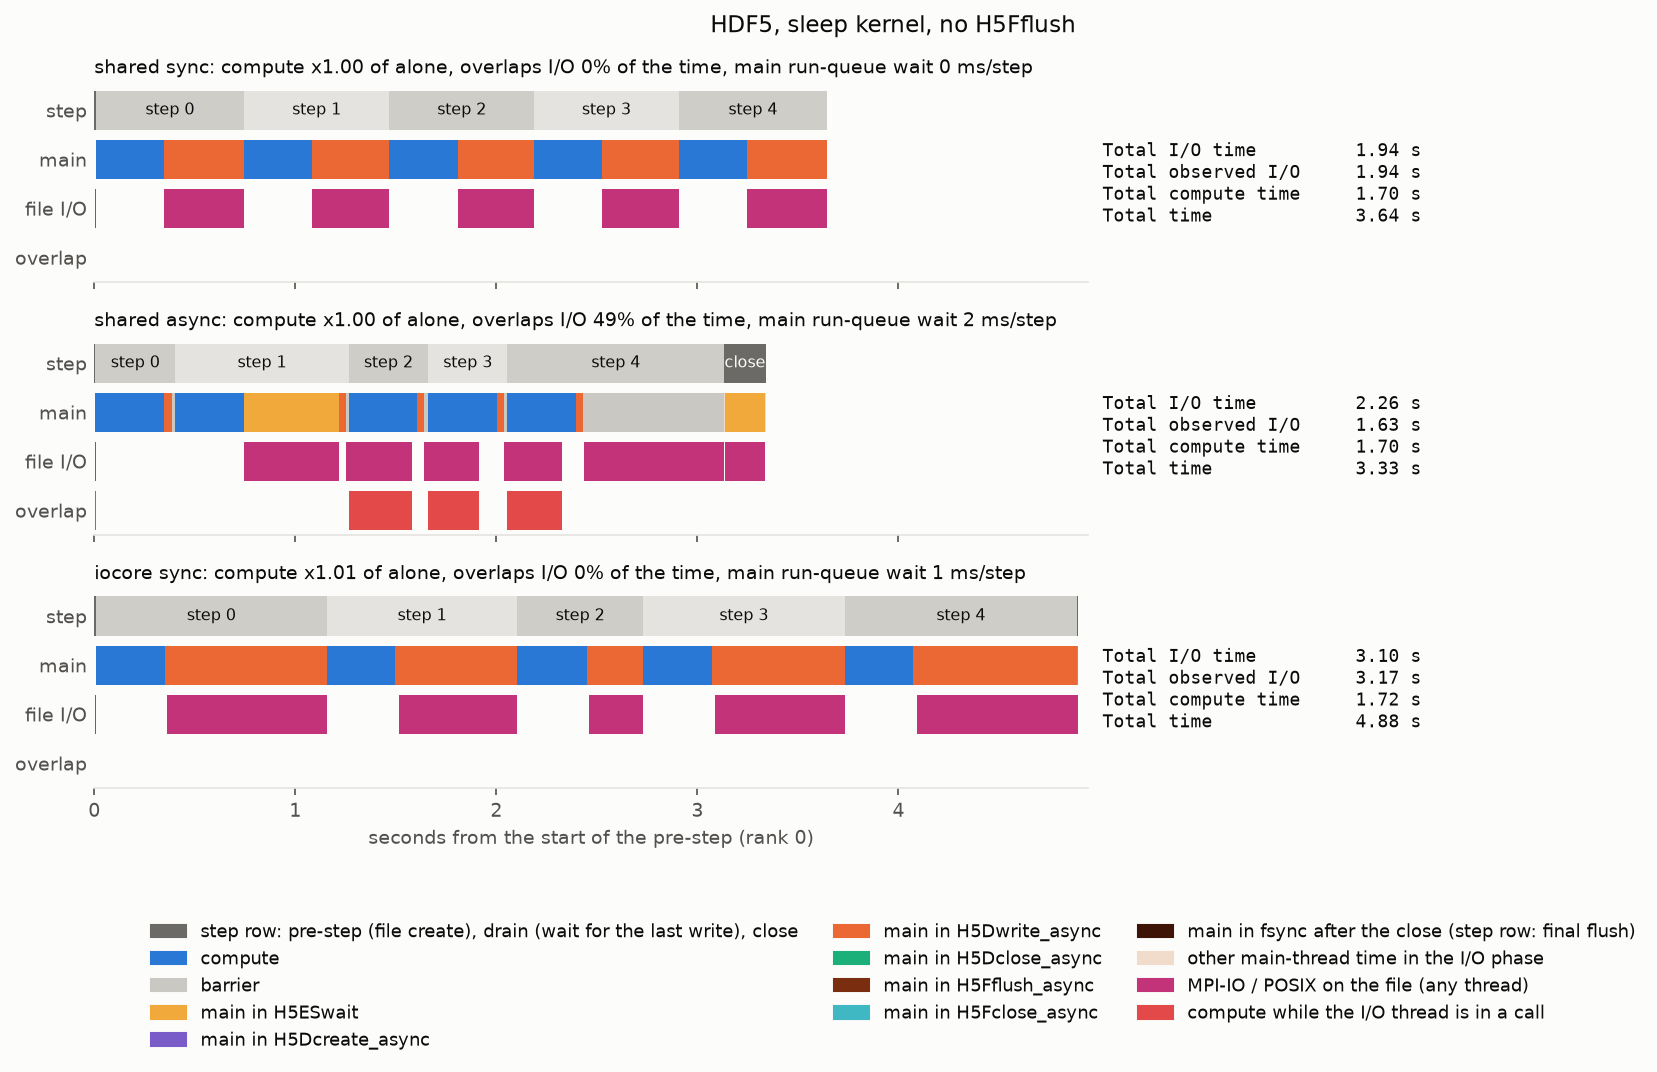 HDF5, sleep kernel, no H5Fflush
shared sync: compute x1.00 of alone, overlaps I/O 0% of the time, main run-queue wait 0 ms/step
step
step 0
step 1
step 2
step 3
step 4
main
file I/O
overlap
Total I/O time 1.94 s
Total observed I/O 1.94 s
Total compute time 1.70 s
Total time 3.64 s
shared async: compute x1.00 of alone, overlaps I/O 49% of the time, main run-queue wait 2 ms/step
step
step 0
step 1
step 2
step 3
step 4
close
main
file I/O
overlap
Total I/O time 2.26 s
Total observed I/O 1.63 s
Total compute time 1.70 s
Total time 3.33 s
iocore sync: compute x1.01 of alone, overlaps I/O 0% of the time, main run-queue wait 1 ms/step
step
step 0
step 1
step 2
step 3
step 4
main
file I/O
overlap
Total I/O time 3.10 s
Total observed I/O 3.17 s
Total compute time 1.72 s
Total time 4.88 s
0 1 2 3 4
seconds from the start of the pre-step (rank 0)
step row: pre-step (file create), drain (wait for the last write), close
compute
barrier
main in H5ESwait
main in H5Dcreate_async
main in H5Dwrite_async
main in H5Dclose_async
main in H5Fflush_async
main in H5Fclose_async
main in fsync after the close (step row: final flush)
other main-thread time in the I/O phase
MPI-IO / POSIX on the file (any thread)
compute while the I/O thread is in a call